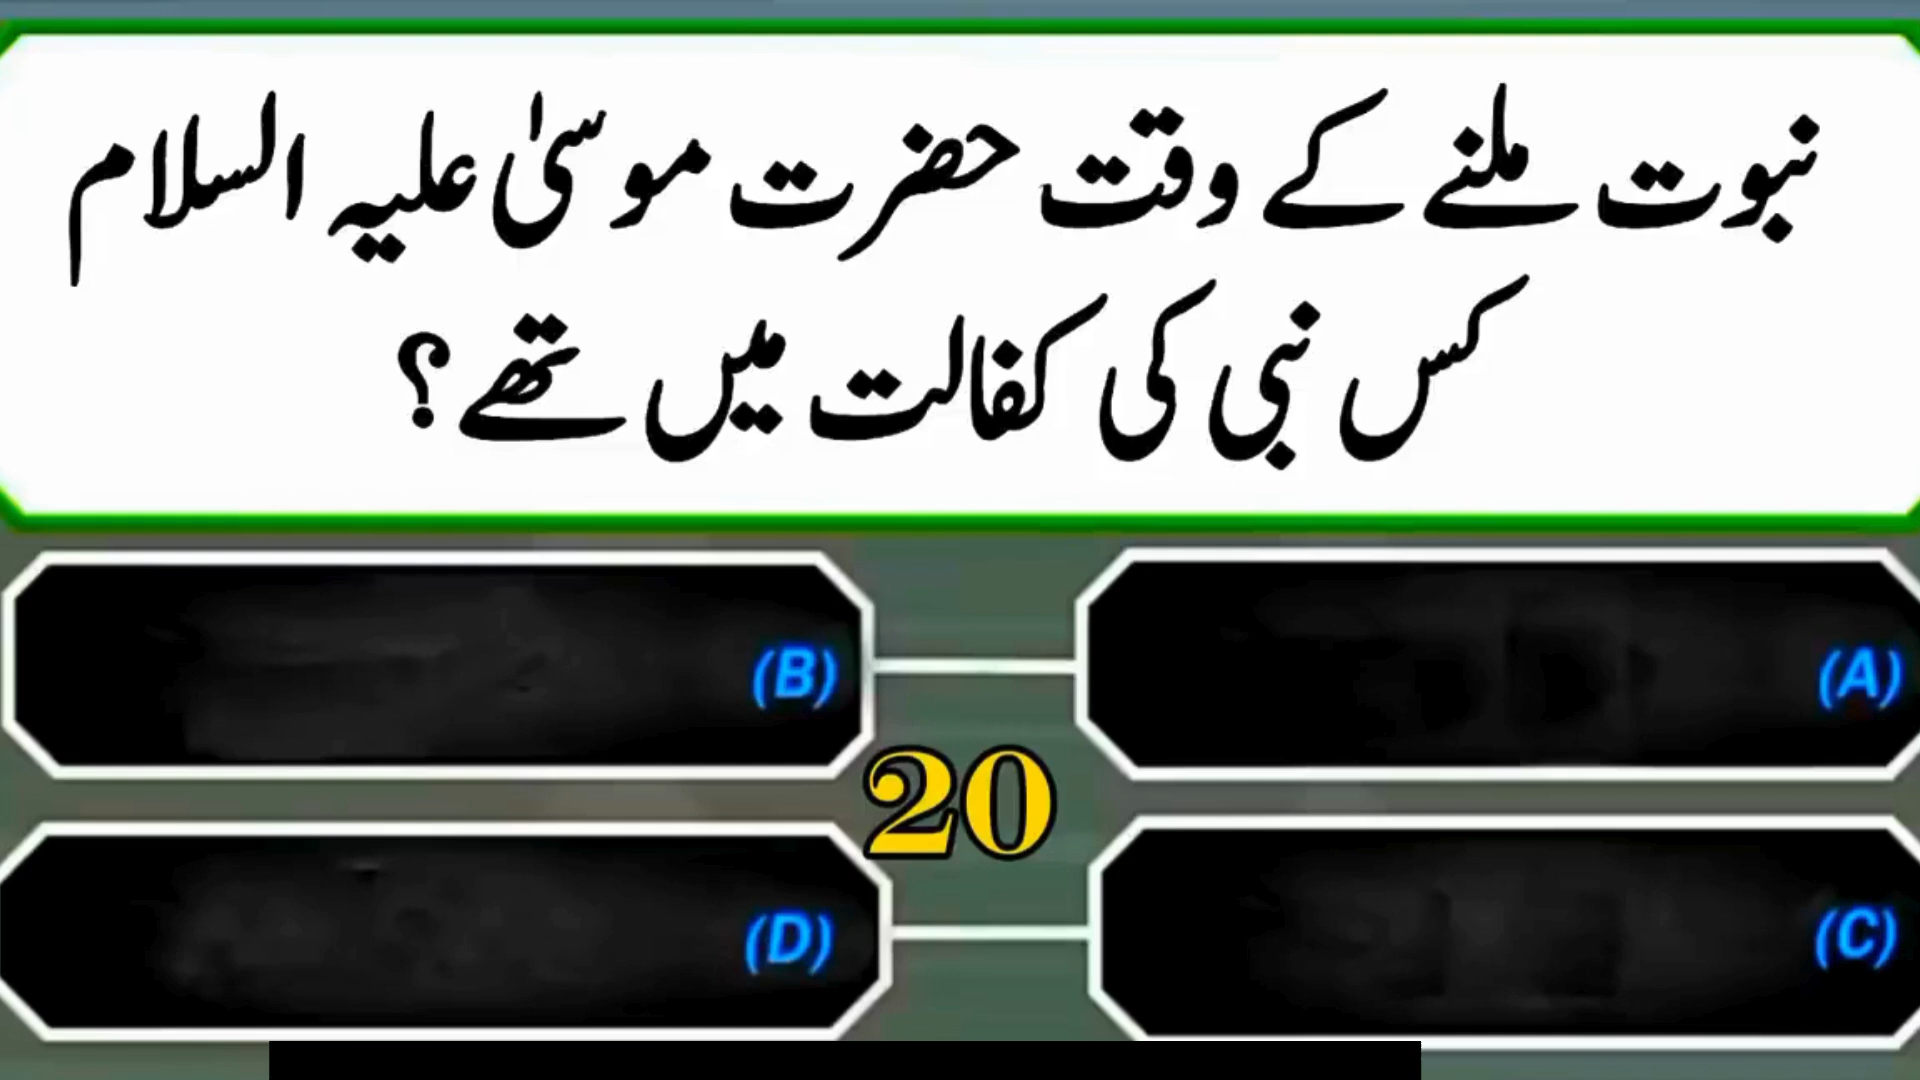 نبوت ملنے کے وقت حضرت موسیٰ علیہ السلام
کس نبی کی کفالت میں تھے؟
(A)
(B)
20
(C)
(D)